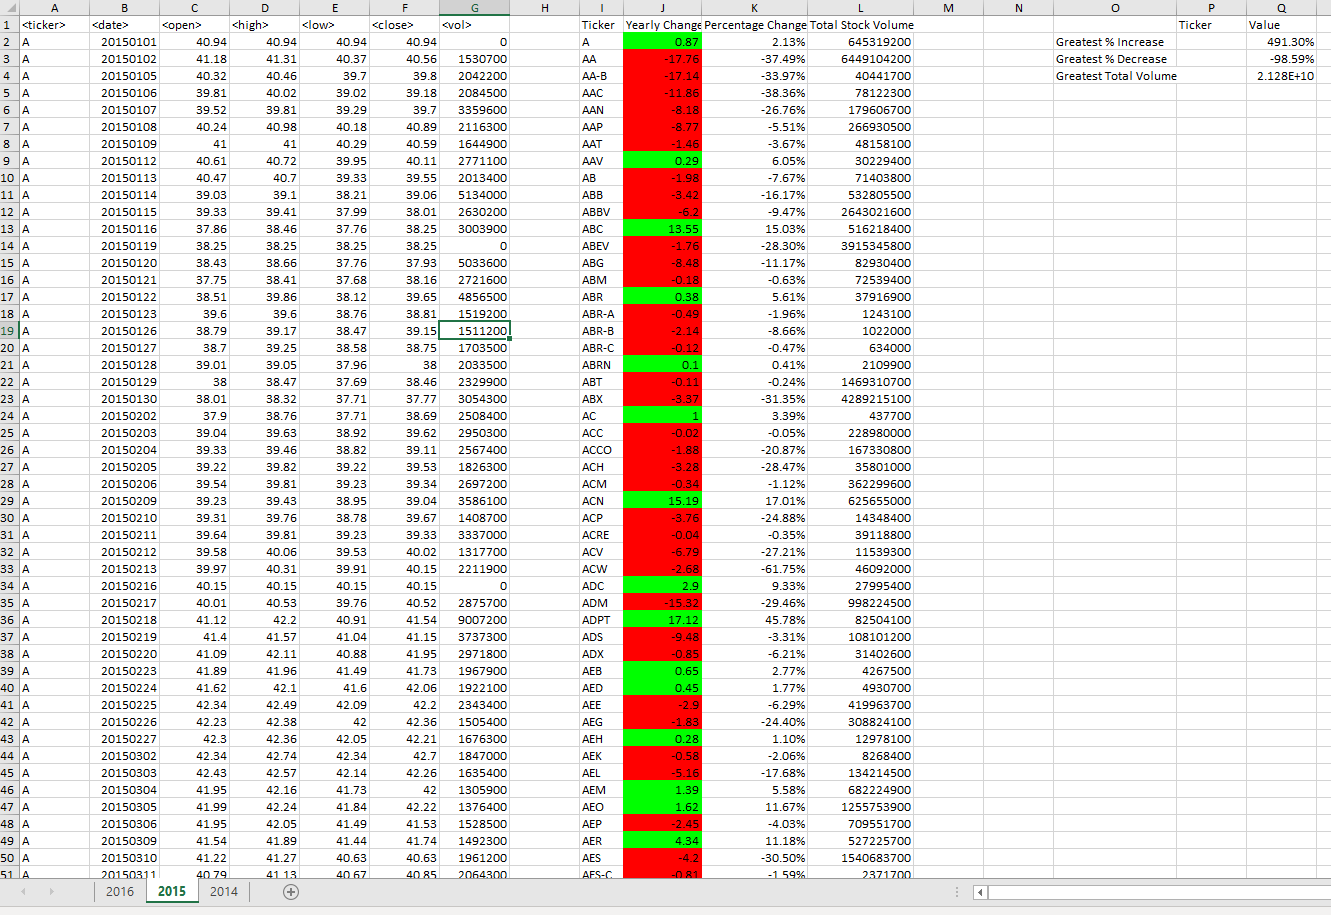 A B C D E F G H I J K L M N O P Q
1 <ticker> <date> <open> <high> <low> <close> <vol> Ticker Yearly Change Percentage Change Total Stock Volume Ticker Value
2 A 20150101 40.94 40.94 40.94 40.94 0 A 0.87 2.13% 645319200 Greatest % Increase 491.30%
3 A 20150102 41.18 41.31 40.37 40.56 1530700 AA -17.76 -37.49% 6449104200 Greatest % Decrease -98.59%
4 A 20150105 40.32 40.46 39.7 39.8 2042200 AA-B -17.14 -33.97% 40441700 Greatest Total Volume 2.128E+10
5 A 20150106 39.81 40.02 39.02 39.18 2084500 AAC -11.86 -38.36% 78122300
6 A 20150107 39.52 39.81 39.29 39.7 3359600 AAN -8.18 -26.76% 179606700
7 A 20150108 40.24 40.98 40.18 40.89 2116300 AAP -8.77 -5.51% 266930500
8 A 20150109 41 41 40.29 40.59 1644900 AAT -1.46 -3.67% 48158100
9 A 20150112 40.61 40.72 39.95 40.11 2771100 AAV 0.29 6.05% 30229400
10 A 20150113 40.47 40.7 39.33 39.55 2013400 AB -1.98 -7.67% 71403800
11 A 20150114 39.03 39.1 38.21 39.06 5134000 ABB -3.42 -16.17% 532805500
12 A 20150115 39.33 39.41 37.99 38.01 2630200 ABBV -6.2 -9.47% 2643021600
13 A 20150116 37.86 38.46 37.76 38.25 3003900 ABC 13.55 15.03% 516218400
14 A 20150119 38.25 38.25 38.25 38.25 0 ABEV -1.76 -28.30% 3915345800
15 A 20150120 38.43 38.66 37.76 37.93 5033600 ABG -8.48 -11.17% 82930400
16 A 20150121 37.75 38.41 37.68 38.16 2721600 ABM -0.18 -0.63% 72539400
17 A 20150122 38.51 39.86 38.12 39.65 4856500 ABR 0.38 5.61% 37916900
18 A 20150123 39.6 39.6 38.76 38.81 1519200 ABR-A -0.49 -1.96% 1243100
19 A 20150126 38.79 39.17 38.47 39.15 1511200 ABR-B -2.14 -8.66% 1022000
20 A 20150127 38.7 39.25 38.58 38.75 1703500 ABR-C -0.12 -0.47% 634000
21 A 20150128 39.01 39.05 37.96 38 2033500 ABRN 0.1 0.41% 2109900
22 A 20150129 38 38.47 37.69 38.46 2329900 ABT -0.11 -0.24% 1469310700
23 A 20150130 38.01 38.32 37.71 37.77 3054300 ABX -3.37 -31.35% 4289215100
24 A 20150202 37.9 38.76 37.71 38.69 2508400 AC 1 3.39% 437700
25 A 20150203 39.04 39.63 38.92 39.62 2950300 ACC -0.02 -0.05% 228980000
26 A 20150204 39.33 39.46 38.82 39.11 2567400 ACCO -1.88 -20.87% 167330800
27 A 20150205 39.22 39.82 39.22 39.53 1826300 ACH -3.28 -28.47% 35801000
28 A 20150206 39.54 39.81 39.23 39.34 2697200 ACM -0.34 -1.12% 362299600
29 A 20150209 39.23 39.43 38.95 39.04 3586100 ACN 15.19 17.01% 625655000
30 A 20150210 39.31 39.76 38.78 39.67 1408700 ACP -3.76 -24.88% 14348400
31 A 20150211 39.64 39.81 39.23 39.33 3337000 ACRE -0.04 -0.35% 39118800
32 A 20150212 39.58 40.06 39.53 40.02 1317700 ACV -6.79 -27.21% 11539300
33 A 20150213 39.97 40.31 39.91 40.15 2211900 ACW -2.68 -61.75% 46092000
34 A 20150216 40.15 40.15 40.15 40.15 0 ADC 2.9 9.33% 27995400
35 A 20150217 40.01 40.53 39.76 40.52 2875700 ADM -15.32 -29.46% 998224500
36 A 20150218 41.12 42.2 40.91 41.54 9007200 ADPT 17.12 45.78% 82504100
37 A 20150219 41.4 41.57 41.04 41.15 3737300 ADS -9.48 -3.31% 108101200
38 A 20150220 41.09 42.11 40.88 41.95 2971800 ADX -0.85 -6.21% 31402600
39 A 20150223 41.89 41.96 41.49 41.73 1967900 AEB 0.65 2.77% 4267500
40 A 20150224 41.62 42.1 41.6 42.06 1922100 AED 0.45 1.77% 4930700
41 A 20150225 42.34 42.49 42.09 42.2 2343400 AEE -2.9 -6.29% 419963700
42 A 20150226 42.23 42.38 42 42.36 1505400 AEG -1.83 -24.40% 308824100
43 A 20150227 42.3 42.36 42.05 42.21 1676300 AEH 0.28 1.10% 12978100
44 A 20150302 42.34 42.74 42.34 42.7 1847000 AEK -0.58 -2.06% 8268400
45 A 20150303 42.43 42.57 42.14 42.26 1635400 AEL -5.16 -17.68% 134214500
46 A 20150304 41.95 42.16 41.73 42 1305900 AEM 1.39 5.58% 682224900
47 A 20150305 41.99 42.24 41.84 42.22 1376400 AEO 1.62 11.67% 1255753900
48 A 20150306 41.95 42.05 41.49 41.53 1528500 AEP -2.45 -4.03% 709551700
49 A 20150309 41.54 41.89 41.44 41.74 1492300 AER 4.34 11.18% 527225700
50 A 20150310 41.22 41.27 40.63 40.63 1961200 AES -4.2 -30.50% 1540683700
51 A 20150311 40.79 41.13 40.67 40.85 2064300 AES-C -0.81 -1.59% 2371700
2016 2015 2014